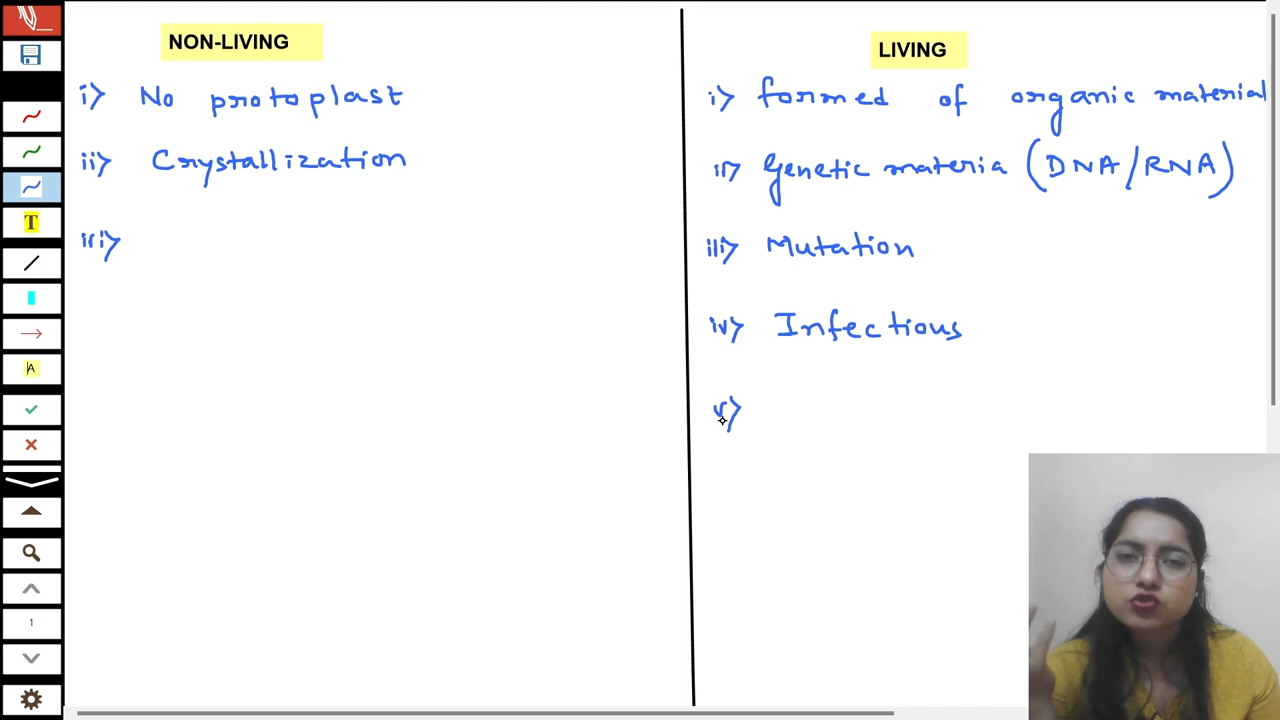 NON-LIVING
i) No protoplast
ii) Crystallization
iii)
LIVING
i) formed of organic material
ii) Genetic materia (DNA/RNA)
iii) Mutation
iv) Infectious
v)
T
A
1